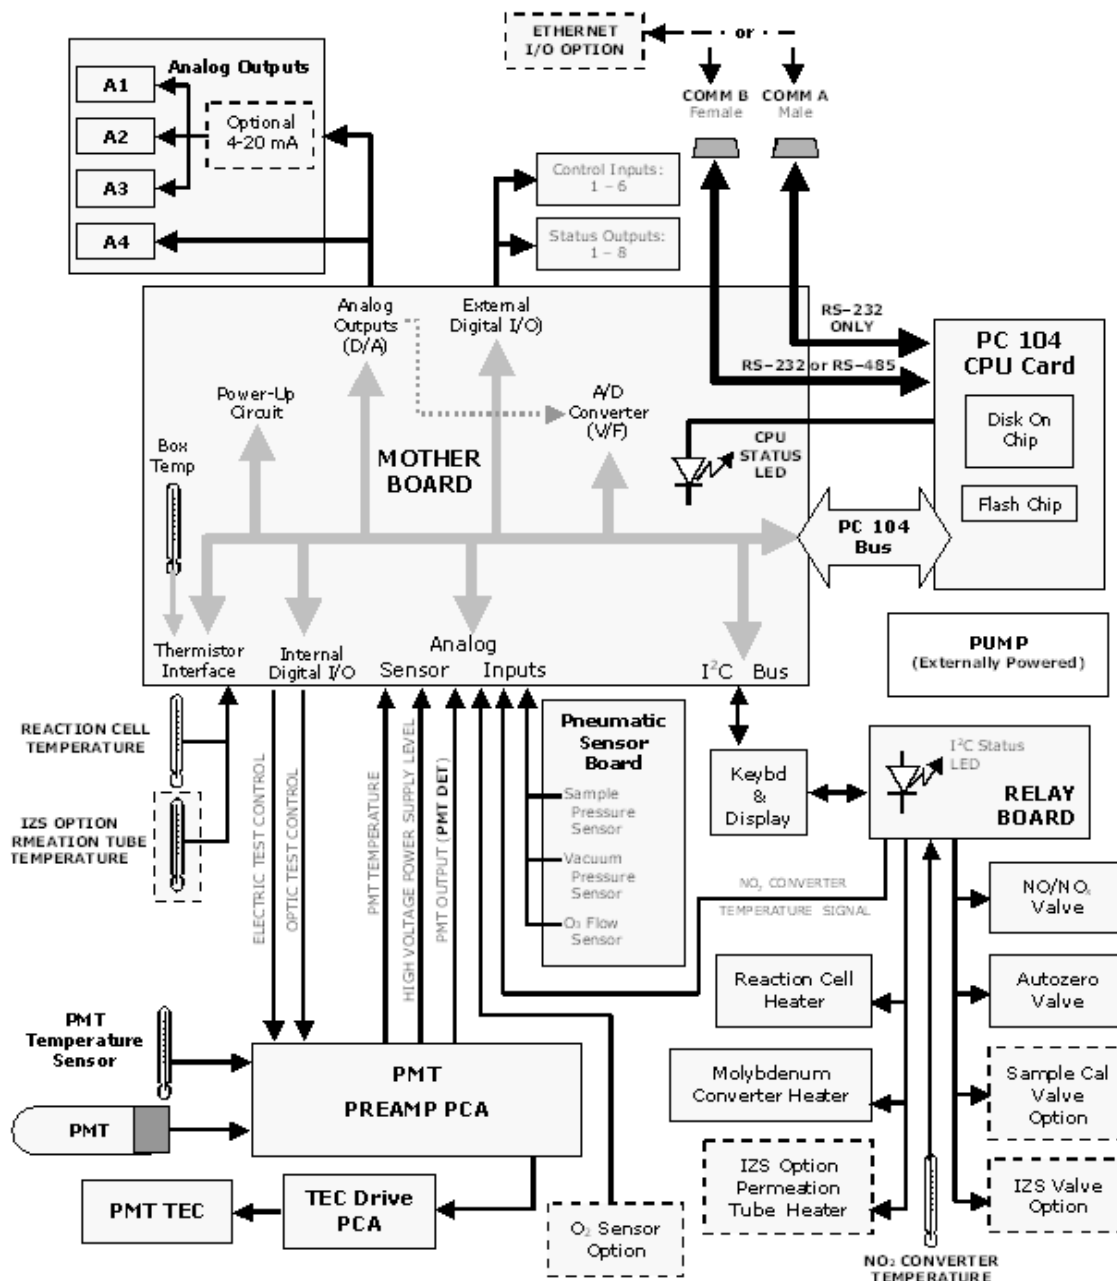 ETHERNET
I/O OPTION
or
COMM B
Female
COMM A
Male
Analog Outputs
A1
A2
A3
A4
Optional
4-20 mA
Control Inputs:
1 – 6
Status Outputs:
1 – 8
Analog
Outputs
(D/A)
External
Digital I/O)
RS–232
ONLY
RS–232 or RS–485
PC 104
CPU Card
Disk On
Chip
Flash Chip
Power-Up
Circuit
A/D
Converter
(V/F)
CPU
STATUS
LED
Box
Temp
MOTHER
BOARD
PC 104
Bus
Thermistor
Interface
Internal
Digital I/O
Analog
Sensor Inputs
I²C Bus
PUMP
(Externally Powered)
REACTION CELL
TEMPERATURE
IZS OPTION
RMEATION TUBE
TEMPERATURE
ELECTRIC TEST CONTROL
OPTIC TEST CONTROL
PMT TEMPERATURE
HIGH VOLTAGE POWER SUPPLY LEVEL
PMT OUTPUT (PMT DET)
Pneumatic
Sensor
Board
Sample
Pressure
Sensor
Vacuum
Pressure
Sensor
O₃ Flow
Sensor
Keybd
&
Display
I²C Status
LED
RELAY
BOARD
NO₂ CONVERTER
TEMPERATURE SIGNAL
NO/NOₓ
Valve
Autozero
Valve
Sample Cal
Valve
Option
IZS Valve
Option
Reaction Cell
Heater
Molybdenum
Converter Heater
IZS Option
Permeation
Tube Heater
NO₂ CONVERTER
TEMPERATURE
PMT
Temperature
Sensor
PMT
PMT
PREAMP PCA
PMT TEC
TEC Drive
PCA
O₂ Sensor
Option